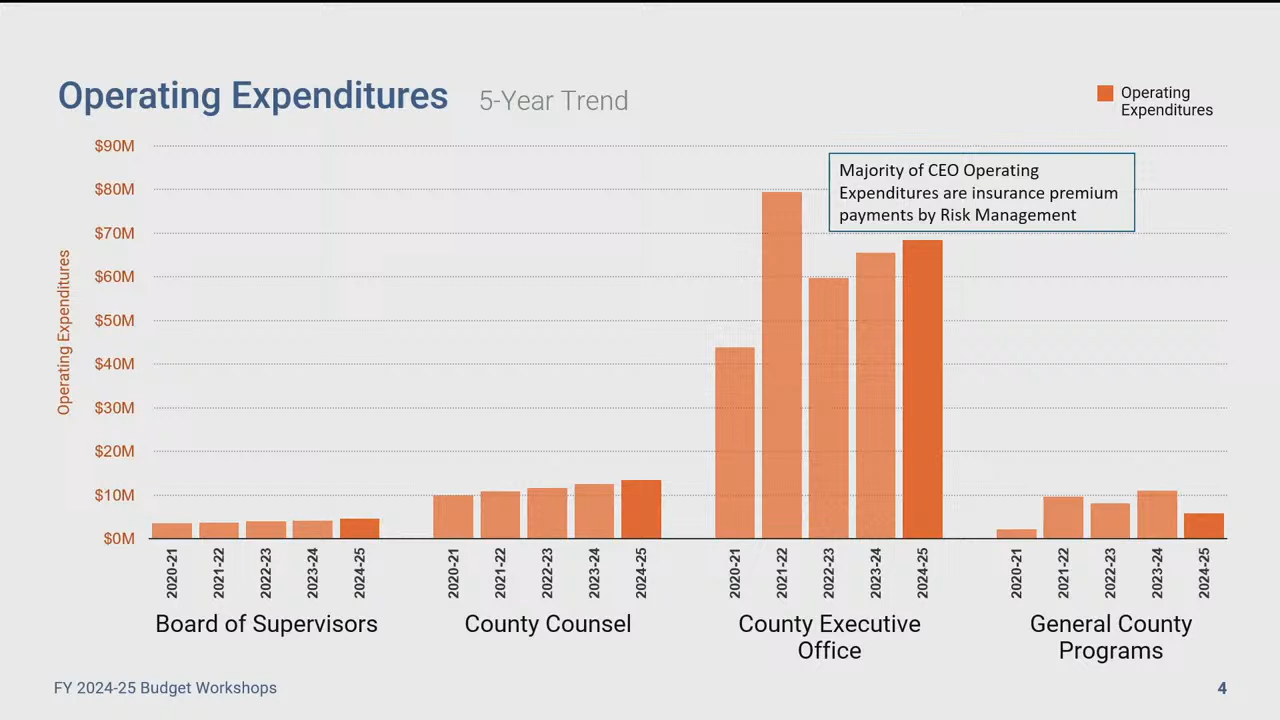 Operating Expenditures 5-Year Trend
Operating
Expenditures
$90M
$80M
$70M
$60M
$50M
$40M
$30M
$20M
$10M
$0M
Operating Expenditures
Majority of CEO Operating
Expenditures are insurance premium
payments by Risk Management
2020-21
2021-22
2022-23
2023-24
2024-25
2020-21
2021-22
2022-23
2023-24
2024-25
2020-21
2021-22
2022-23
2023-24
2024-25
2020-21
2021-22
2022-23
2023-24
2024-25
Board of Supervisors
County Counsel
County Executive
Office
General County
Programs
FY 2024-25 Budget Workshops
4